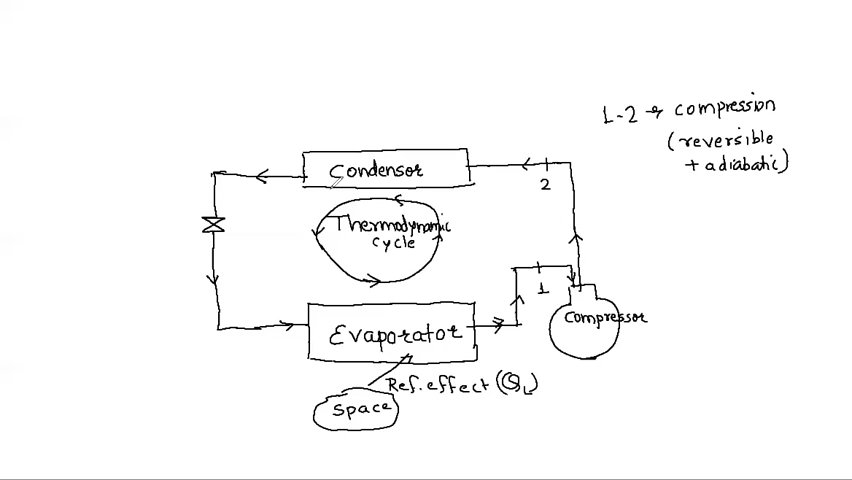 1-2 → compression
(reversible
+ adiabatic)
Condensor
2
Thermodynamic
cycle
1
Compressor
Evaporator
Ref. effect (QL)
Space